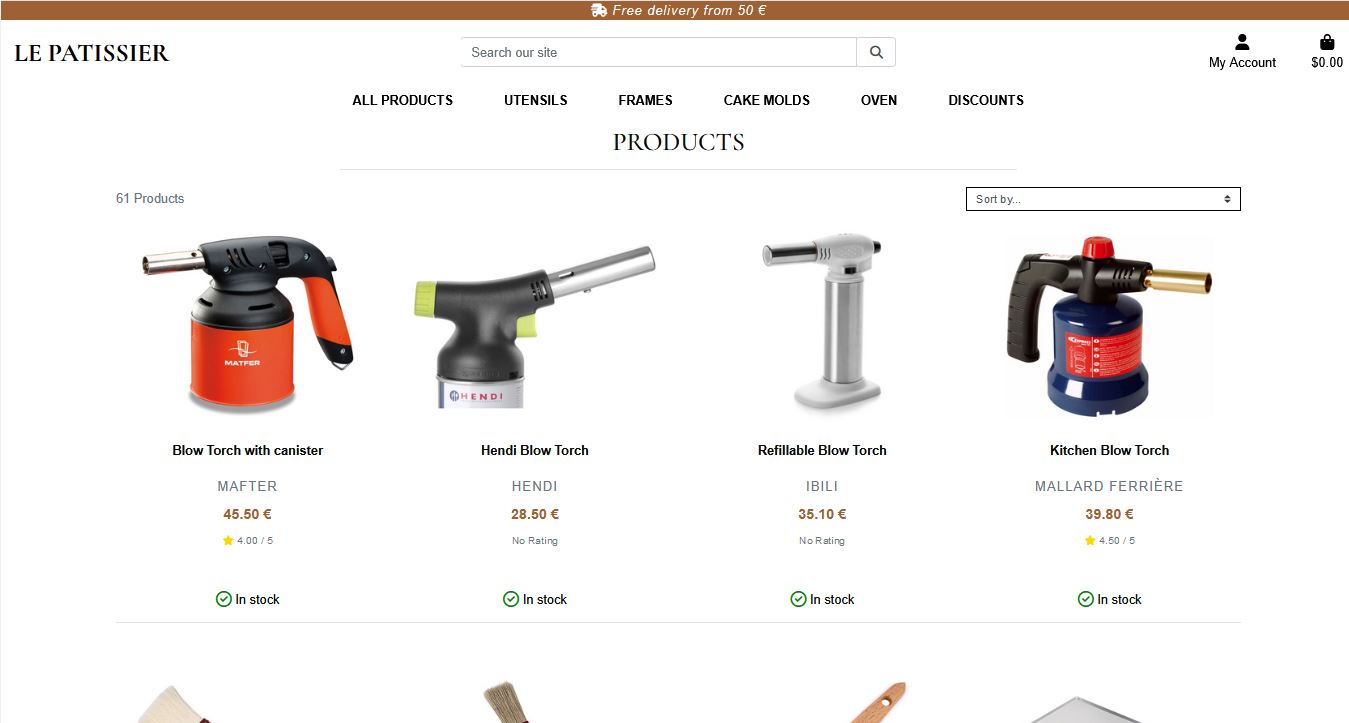 Free delivery from 50 €
LE PATISSIER
Search our site
My Account
$0.00
ALL PRODUCTS UTENSILS FRAMES CAKE MOLDS OVEN DISCOUNTS
PRODUCTS
61 Products
Sort by...
MATFER
HENDI
Blow Torch with canister
Hendi Blow Torch
Refillable Blow Torch
Kitchen Blow Torch
MAFTER
HENDI
IBILI
MALLARD FERRIÈRE
45.50 €
28.50 €
35.10 €
39.80 €
4.00 / 5
No Rating
No Rating
4.50 / 5
In stock
In stock
In stock
In stock